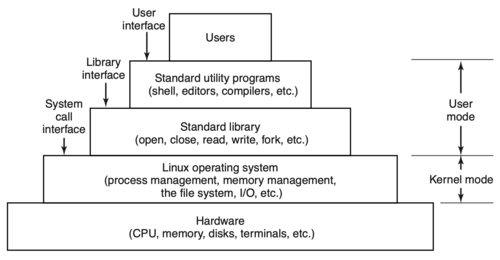 User
interface
Users
Library
interface
Standard utility programs
(shell, editors, compilers, etc.)
System
call
interface
Standard library
(open, close, read, write, fork, etc.)
User
mode
Linux operating system
(process management, memory management,
the file system, I/O, etc.)
Kernel mode
Hardware
(CPU, memory, disks, terminals, etc.)